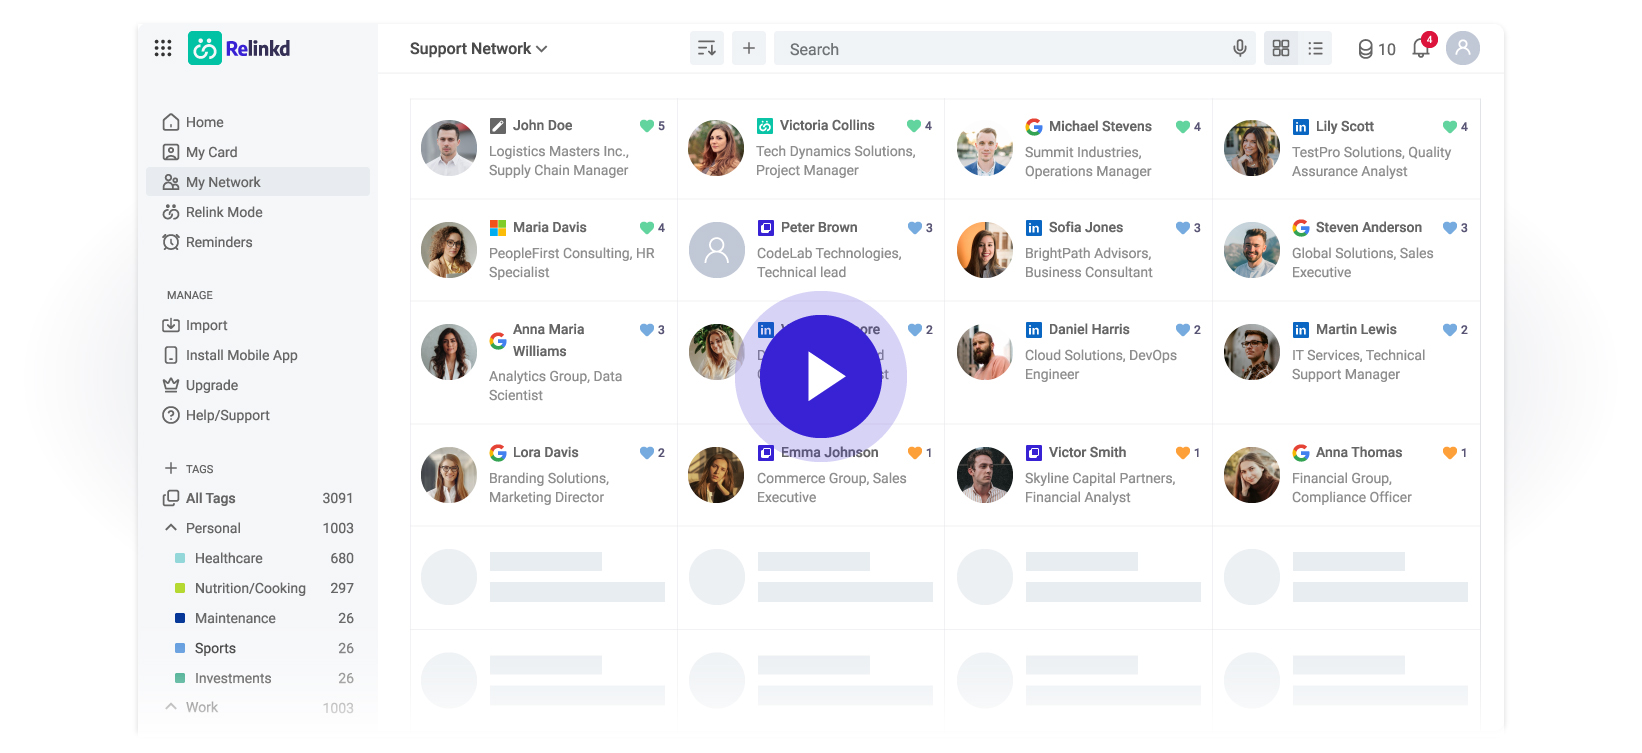 Relinkd
Support Network
Search
10
4
Home
My Card
My Network
Relink Mode
Reminders
MANAGE
Import
Install Mobile App
Upgrade
Help/Support
TAGS
All Tags 3091
Personal 1003
Healthcare 680
Nutrition/Cooking 297
Maintenance 26
Sports 26
Investments 26
Work 1003
John Doe 5
Logistics Masters Inc.,
Supply Chain Manager
Victoria Collins 4
Tech Dynamics Solutions,
Project Manager
Michael Stevens 4
Summit Industries,
Operations Manager
Lily Scott 4
TestPro Solutions, Quality
Assurance Analyst
Maria Davis 4
PeopleFirst Consulting, HR
Specialist
Peter Brown 3
CodeLab Technologies,
Technical lead
Sofia Jones 3
BrightPath Advisors,
Business Consultant
Steven Anderson 3
Global Solutions, Sales
Executive
Anna Maria 3
Williams
Analytics Group, Data
Scientist
2
Daniel Harris 2
Cloud Solutions, DevOps
Engineer
Martin Lewis 2
IT Services, Technical
Support Manager
Lora Davis 2
Branding Solutions,
Marketing Director
Emma Johnson 1
Commerce Group, Sales
Executive
Victor Smith 1
Skyline Capital Partners,
Financial Analyst
Anna Thomas 1
Financial Group,
Compliance Officer